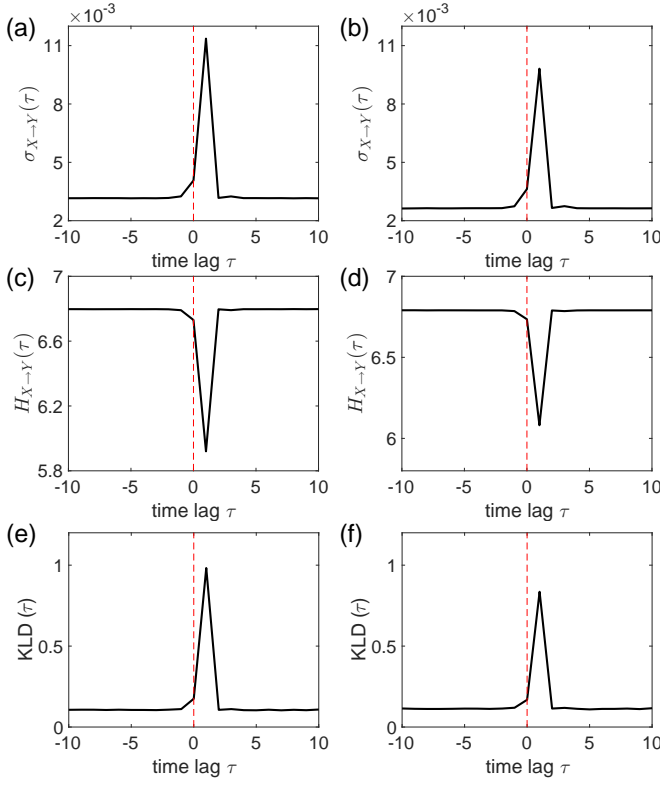 (a)
×10⁻³
11
8
5
2
σ_{X→Y}(τ)
-10 -5 0 5 10
time lag τ
(b)
×10⁻³
11
8
5
2
σ_{X→Y}(τ)
-10 -5 0 5 10
time lag τ
(c)
7
6.6
6.2
5.8
H_{X→Y}(τ)
-10 -5 0 5 10
time lag τ
(d)
7
6.5
6
H_{X→Y}(τ)
-10 -5 0 5 10
time lag τ
(e)
1
0.5
0
KLD(τ)
-10 -5 0 5 10
time lag τ
(f)
1
0.5
0
KLD(τ)
-10 -5 0 5 10
time lag τ